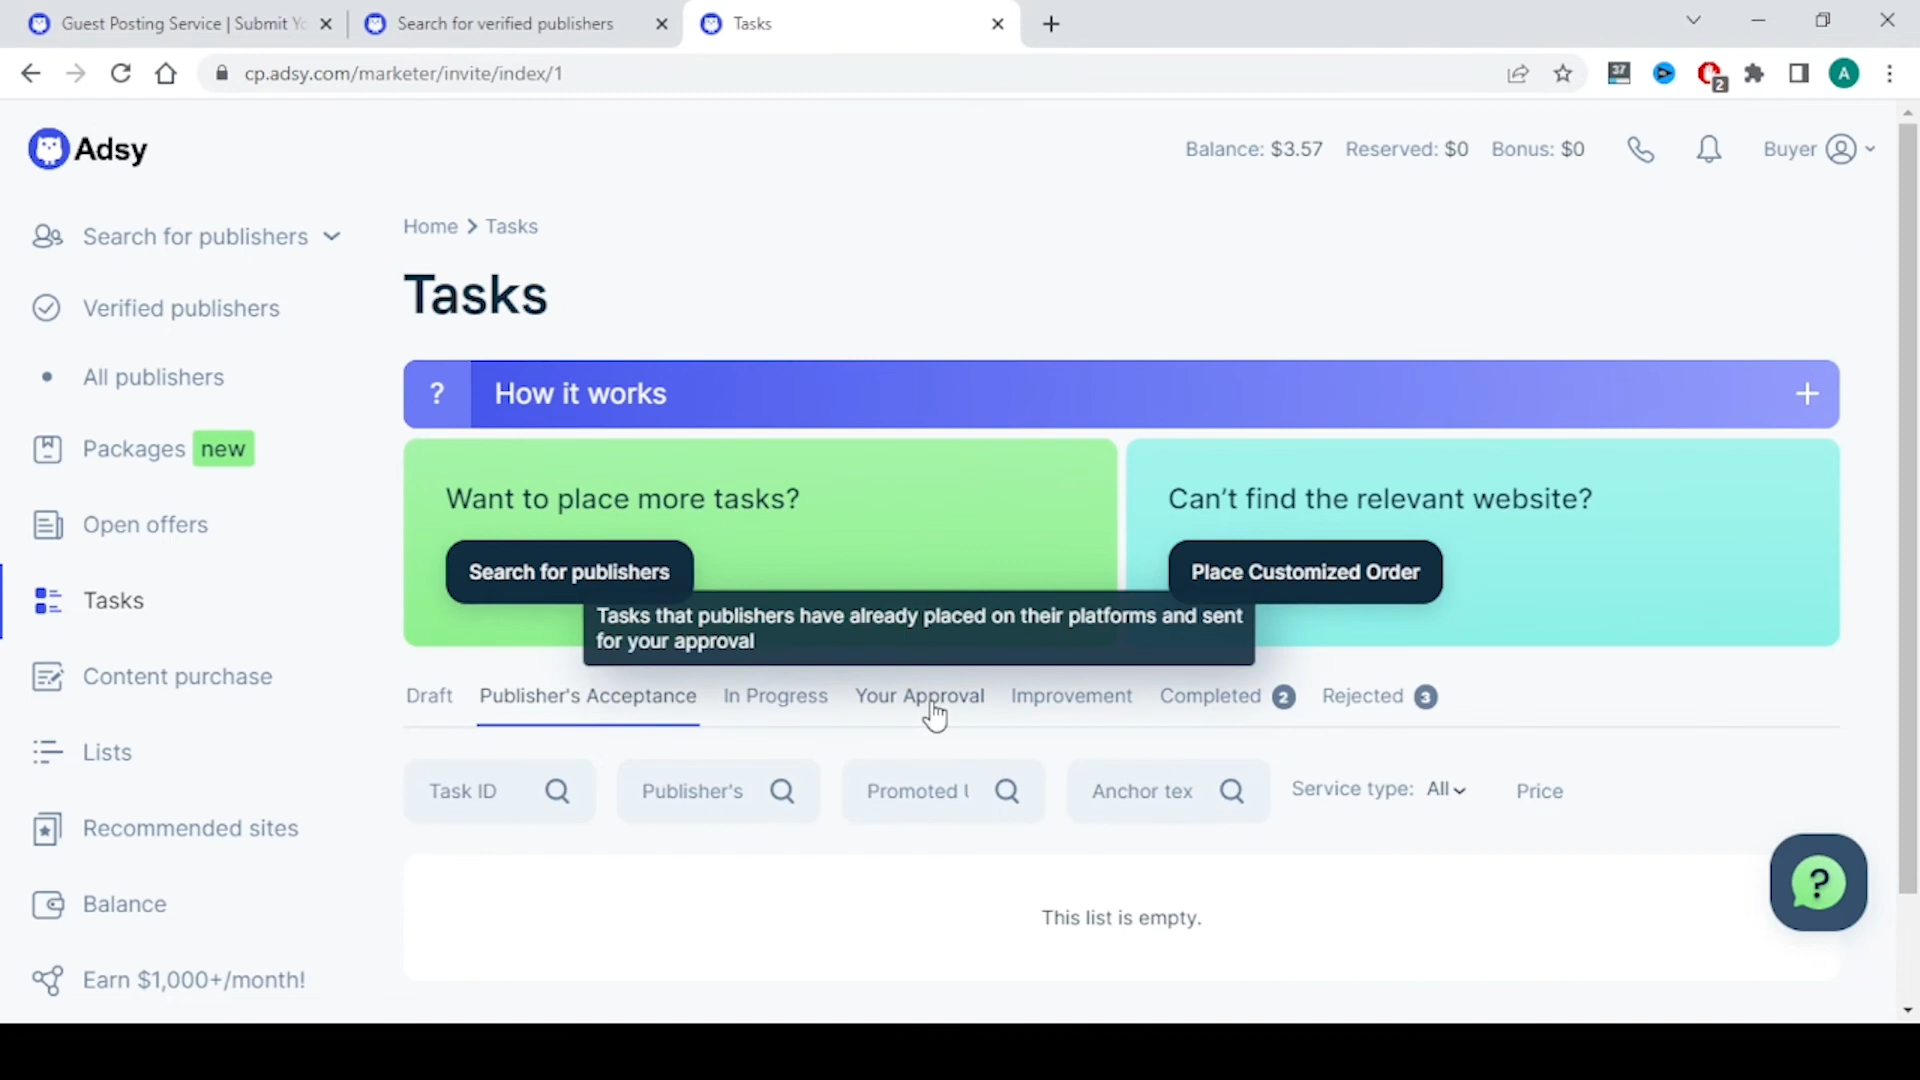 Guest Posting Service | Submit Yo
Search for verified publishers
Tasks
cp.adsy.com/marketer/invite/index/1
37
2
A
Adsy
Balance: $3.57 Reserved: $0 Bonus: $0
Buyer
Search for publishers
Verified publishers
All publishers
Packages new
Open offers
Tasks
Content purchase
Lists
Recommended sites
Balance
Earn $1,000+/month!
Home > Tasks
Tasks
? How it works +
Want to place more tasks?
Search for publishers
Can't find the relevant website?
Place Customized Order
Tasks that publishers have already placed on their platforms and sent
for your approval
Draft Publisher's Acceptance In Progress Your Approval Improvement Completed 2 Rejected 3
Task ID Publisher's Promoted Anchor tex Service type: All Price
This list is empty.
?